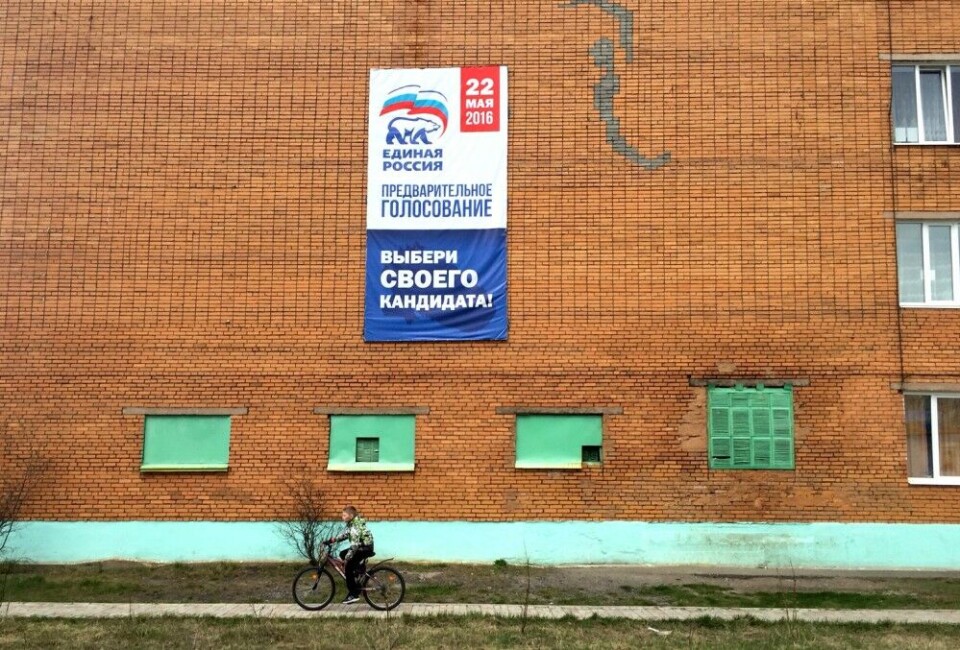 22
МАЯ
2016
ЕДИНАЯ
РОССИЯ
ПРЕДВАРИТЕЛЬНОЕ
ГОЛОСОВАНИЕ
ВЫБЕРИ
СВОЕГО
КАНДИДАТА!